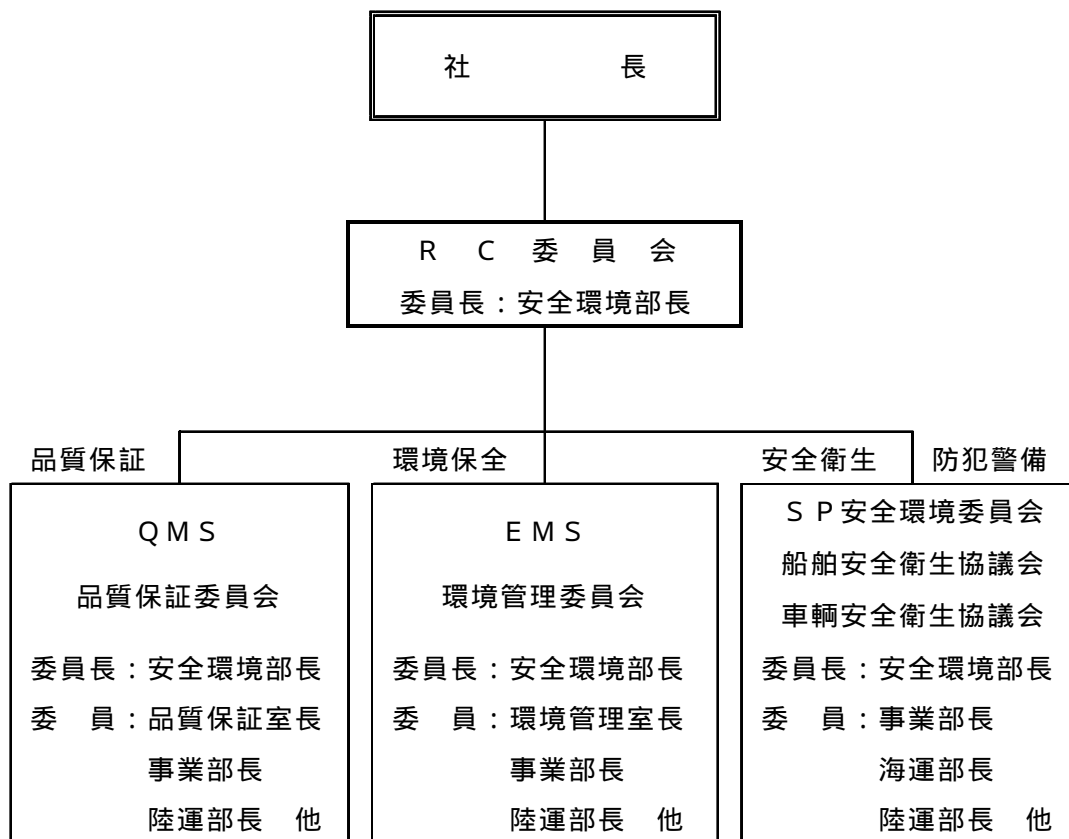 社 長
R C 委 員 会
委員長：安全環境部長
品質保証
QMS
品質保証委員会
委員長：安全環境部長
委 員：品質保証室長
事業部長
陸運部長 他
環境保全
EMS
環境管理委員会
委員長：安全環境部長
委 員：環境管理室長
事業部長
陸運部長 他
安全衛生 防犯警備
SP安全環境委員会
船舶安全衛生協議会
車輌安全衛生協議会
委員長：安全環境部長
委 員：事業部長
海運部長
陸運部長 他